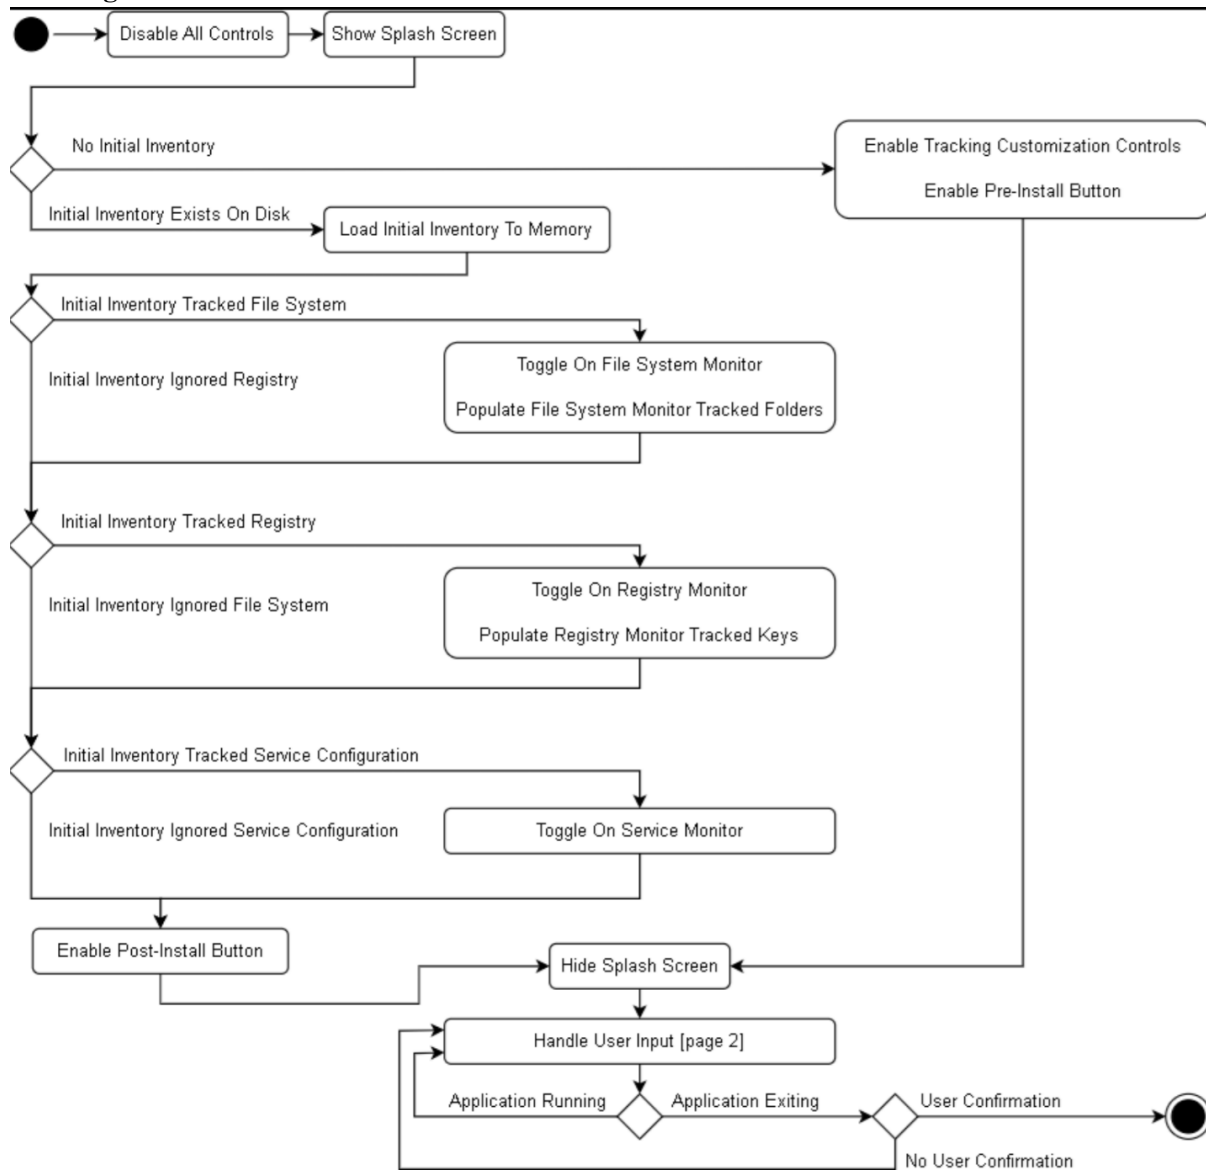 Disable All Controls
Show Splash Screen
No Initial Inventory
Enable Tracking Customization Controls
Enable Pre-Install Button
Initial Inventory Exists On Disk
Load Initial Inventory To Memory
Initial Inventory Tracked File System
Toggle On File System Monitor
Initial Inventory Ignored Registry
Populate File System Monitor Tracked Folders
Initial Inventory Tracked Registry
Toggle On Registry Monitor
Initial Inventory Ignored File System
Populate Registry Monitor Tracked Keys
Initial Inventory Tracked Service Configuration
Initial Inventory Ignored Service Configuration
Toggle On Service Monitor
Enable Post-Install Button
Hide Splash Screen
Handle User Input [page 2]
Application Running
Application Exiting
User Confirmation
No User Confirmation